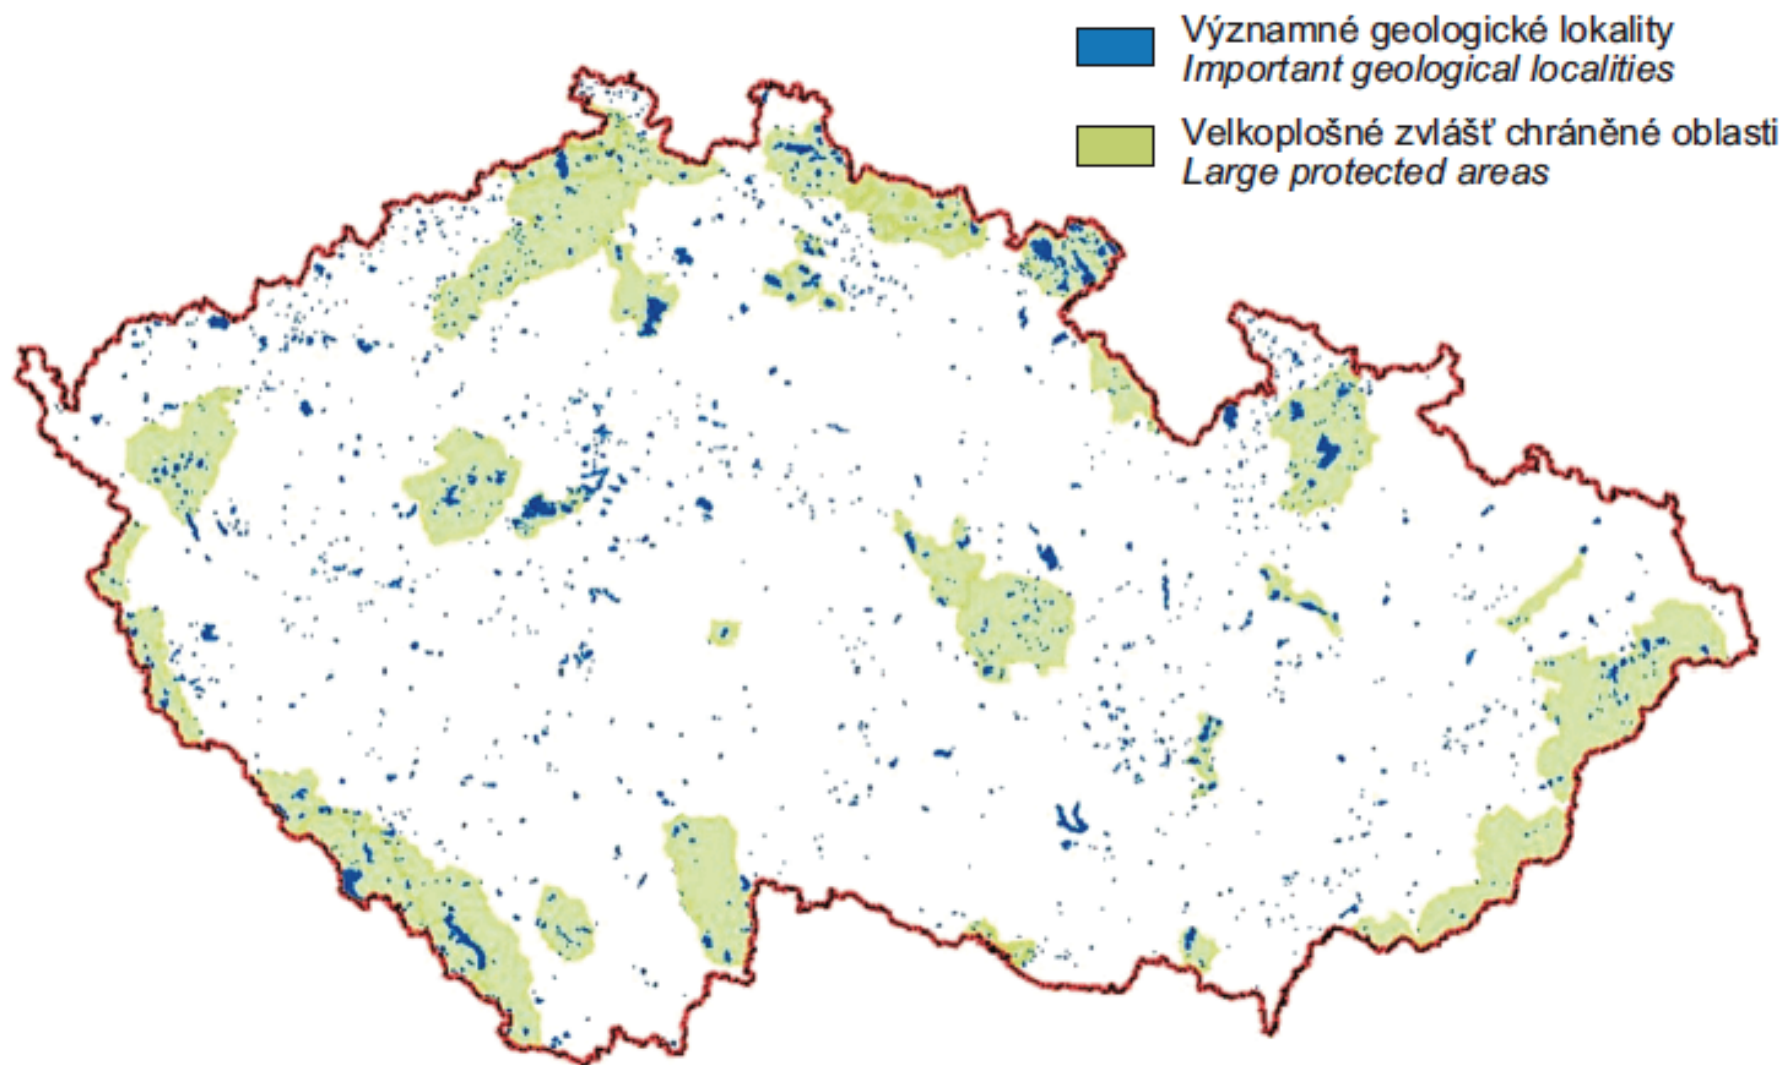 Významné geologické lokality
Important geological localities
Velkoplošné zvlášť chráněné oblasti
Large protected areas